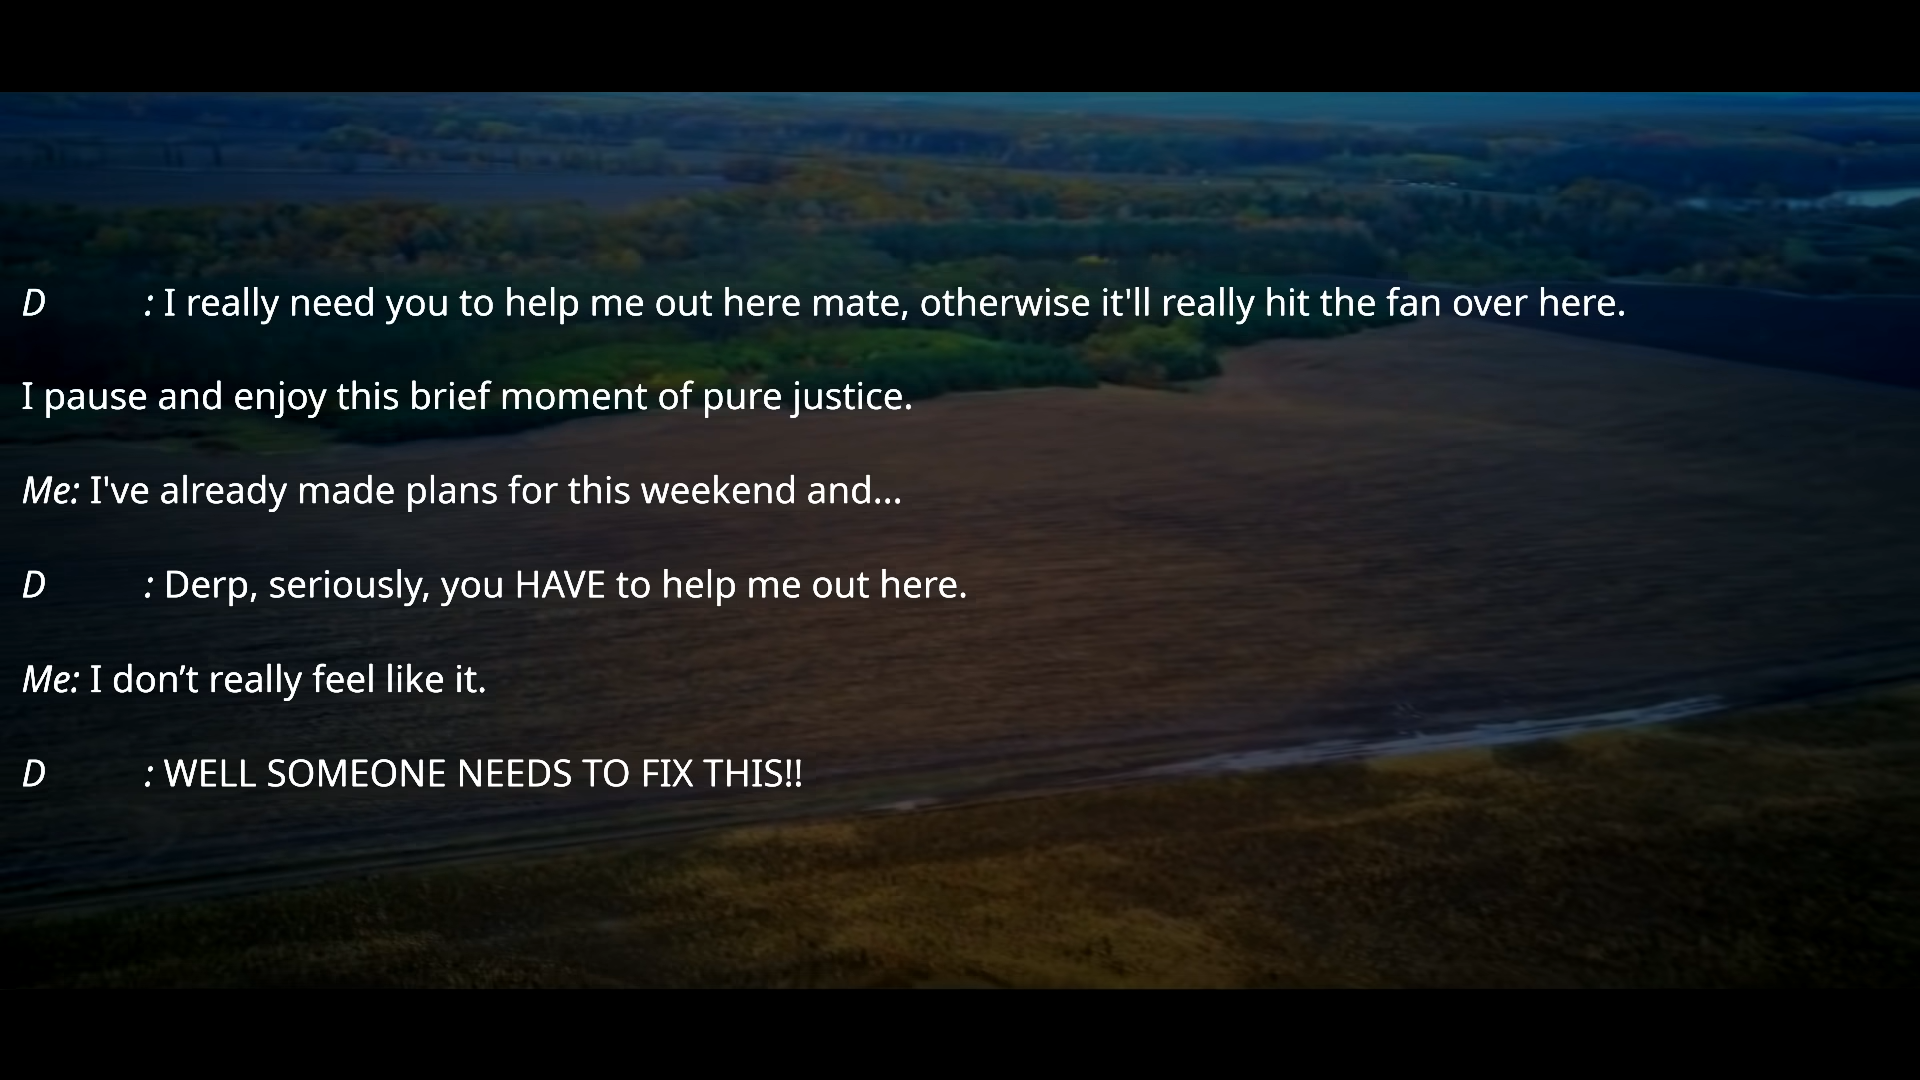 D : I really need you to help me out here mate, otherwise it'll really hit the fan over here.
I pause and enjoy this brief moment of pure justice.
Me: I've already made plans for this weekend and...
D : Derp, seriously, you HAVE to help me out here.
Me: I don’t really feel like it.
D : WELL SOMEONE NEEDS TO FIX THIS!!